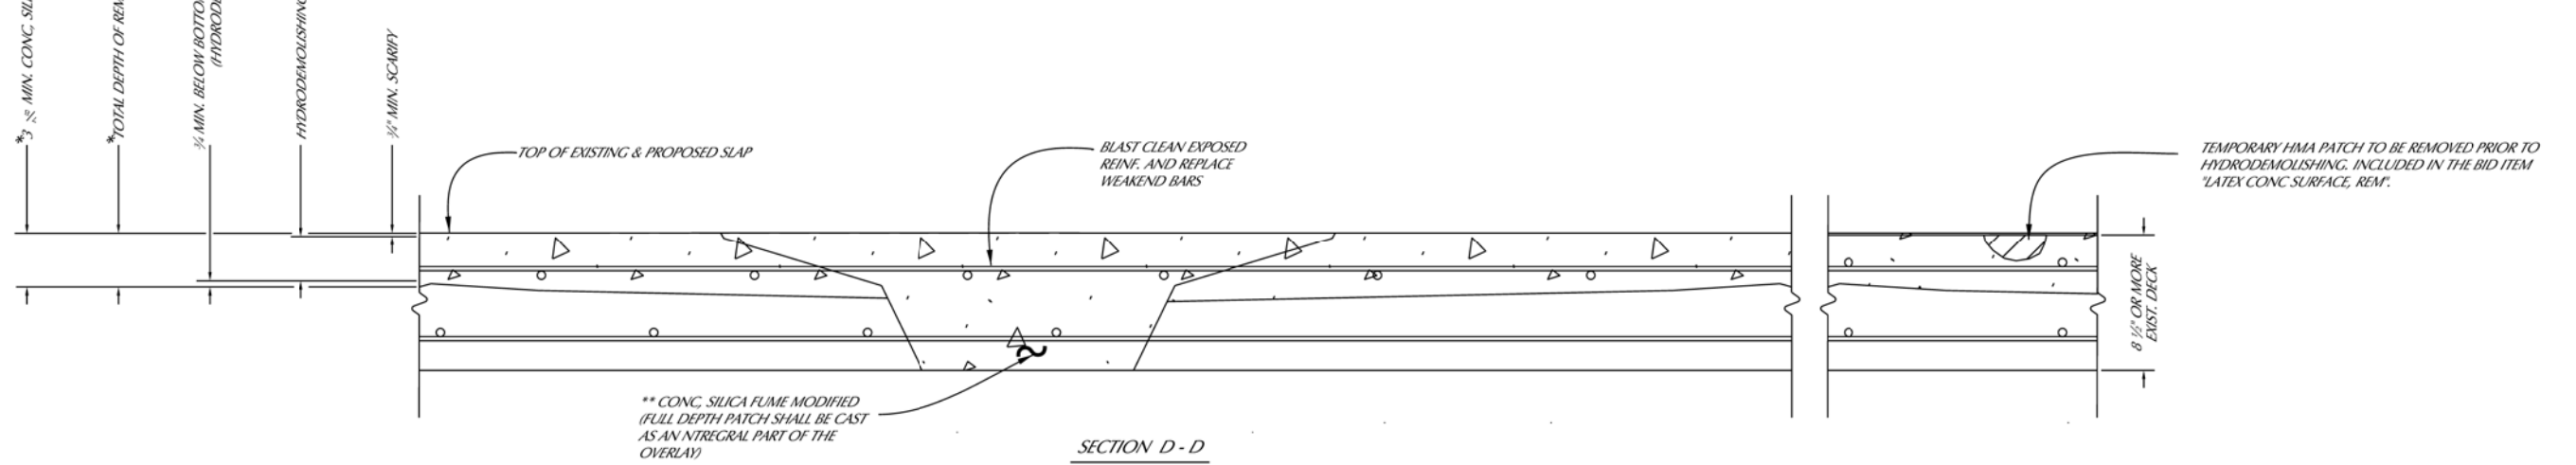 *3 ½ MIN. CONC, SIL
*TOTAL DEPTH OF REM
¾ MIN. BELOW BOTTO
(HYDRODE
HYDRODEMOLISHING
¾" MIN. SCARIFY
TOP OF EXISTING & PROPOSED SLAP
BLAST CLEAN EXPOSED
REINF. AND REPLACE
WEAKEND BARS
TEMPORARY HMA PATCH TO BE REMOVED PRIOR TO
HYDRODEMOLISHING. INCLUDED IN THE BID ITEM
"LATEX CONC SURFACE, REM".
8 ½" OR MORE
EXIST. DECK
** CONC, SILICA FUME MODIFIED
(FULL DEPTH PATCH SHALL BE CAST
AS AN NTREGRAL PART OF THE
OVERLAY)
SECTION D - D